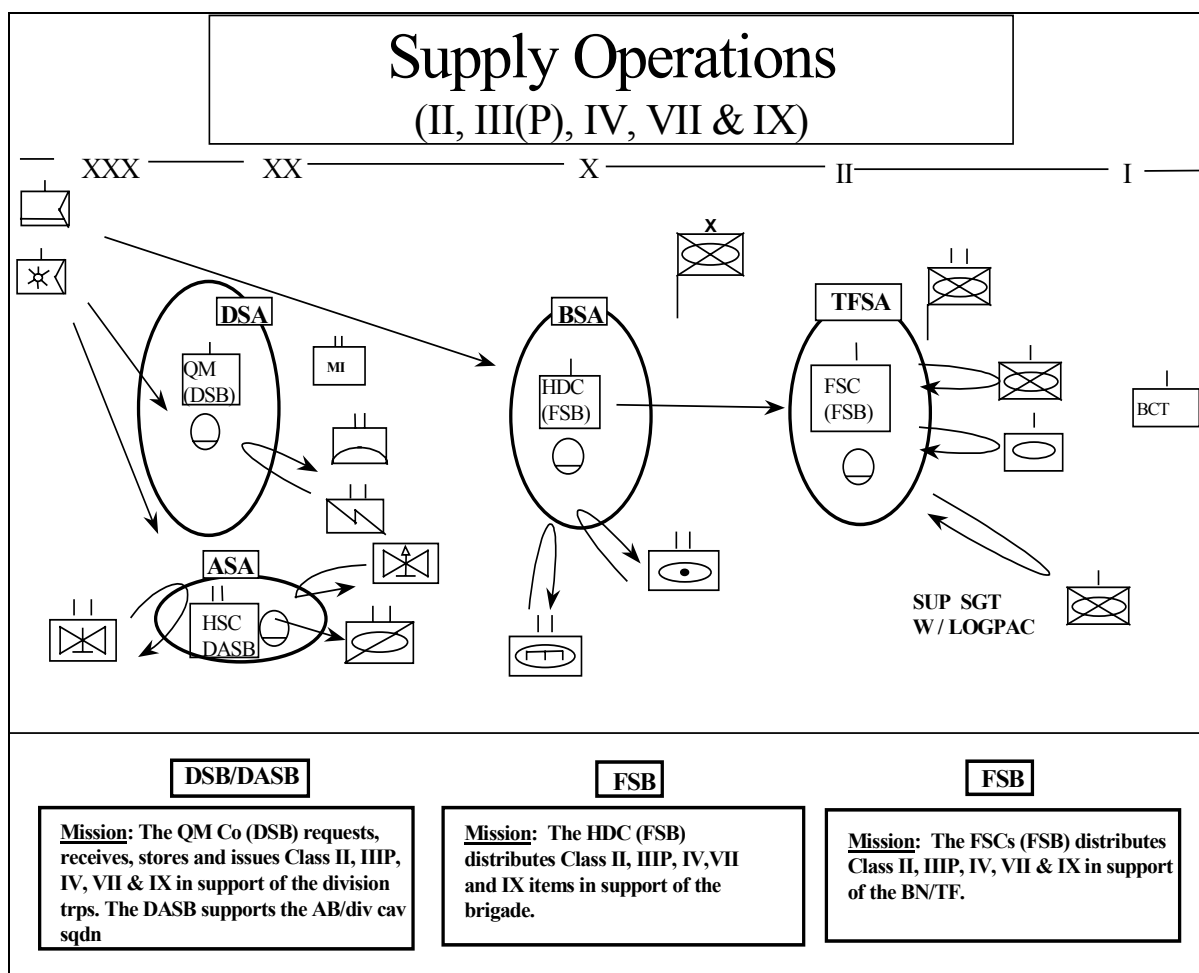 Supply Operations
(II, III(P), IV, VII & IX)
XXX XX X II I
X
DSA
BSA
TFSA
QM
(DSB)
MI
HDC
(FSB)
FSC
(FSB)
BCT
ASA
HSC
DASB
SUP SGT
W / LOGPAC
DSB/DASB
Mission: The QM Co (DSB) requests,
receives, stores and issues Class II, IIIP,
IV, VII & IX in support of the division
trps. The DASB supports the AB/div cav
sqdn
FSB
Mission: The HDC (FSB)
distributes Class II, IIIP, IV,VII
and IX items in support of the
brigade.
FSB
Mission: The FSCs (FSB) distributes
Class II, IIIP, IV, VII & IX in support
of the BN/TF.